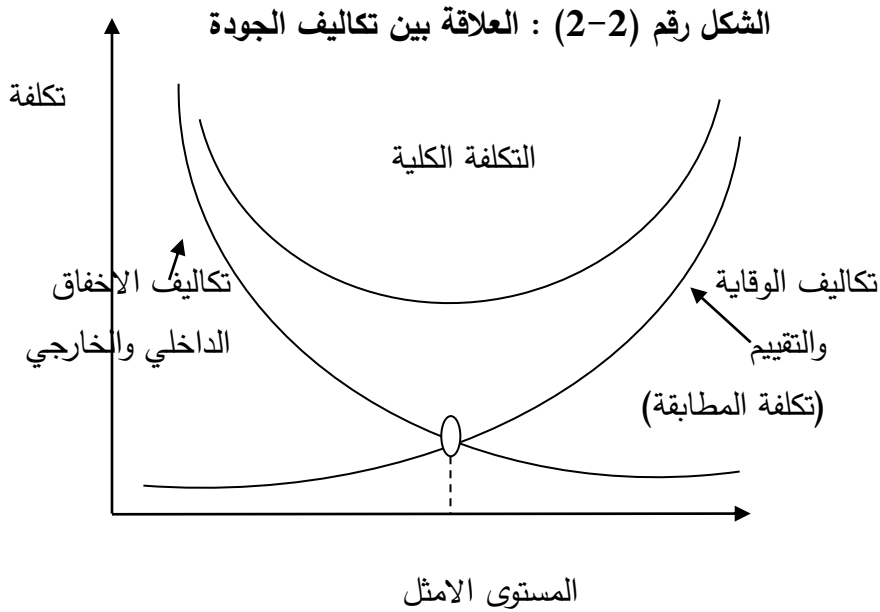 الشكل رقم (2-2) : العلاقة بين تكاليف الجودة
تكلفة
التكلفة الكلية
تكاليف الوقاية
والتقييم
(تكلفة المطابقة)
تكاليف الاخفاق
الداخلي والخارجي
المستوى الامثل